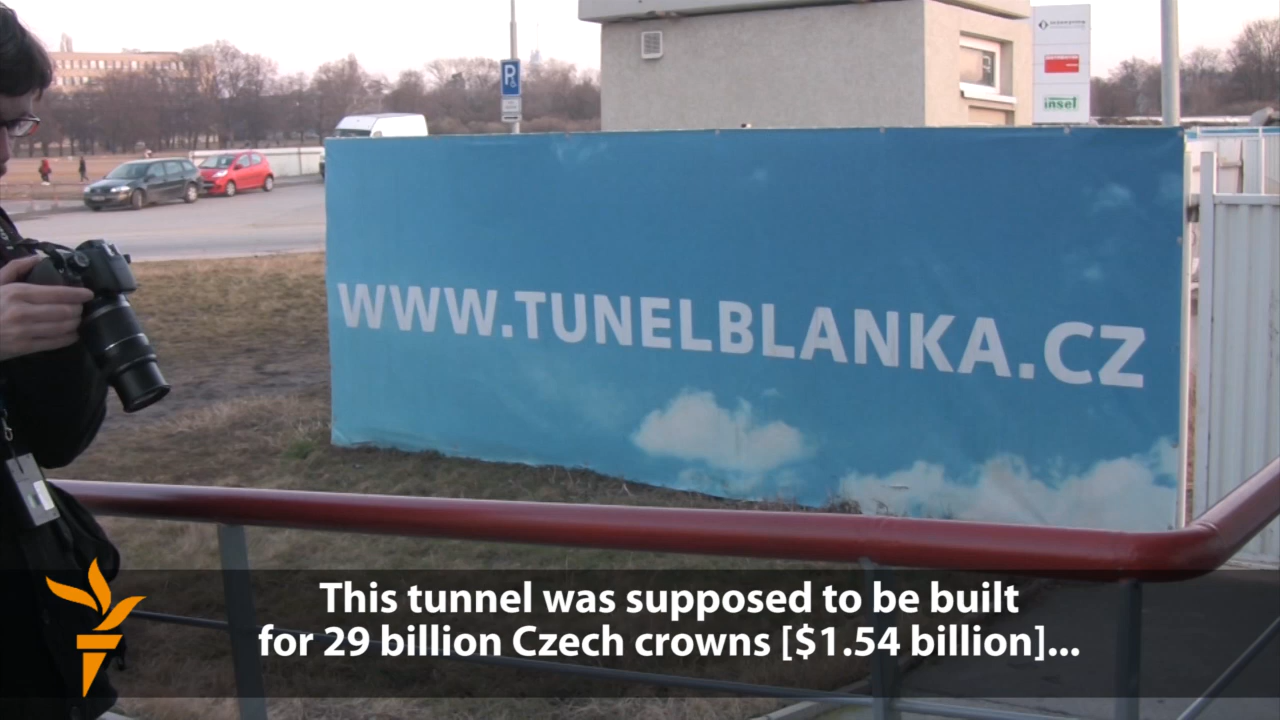 P
insel
WWW.TUNELBLANKA.CZ
This tunnel was supposed to be built
for 29 billion Czech crowns [$1.54 billion]...